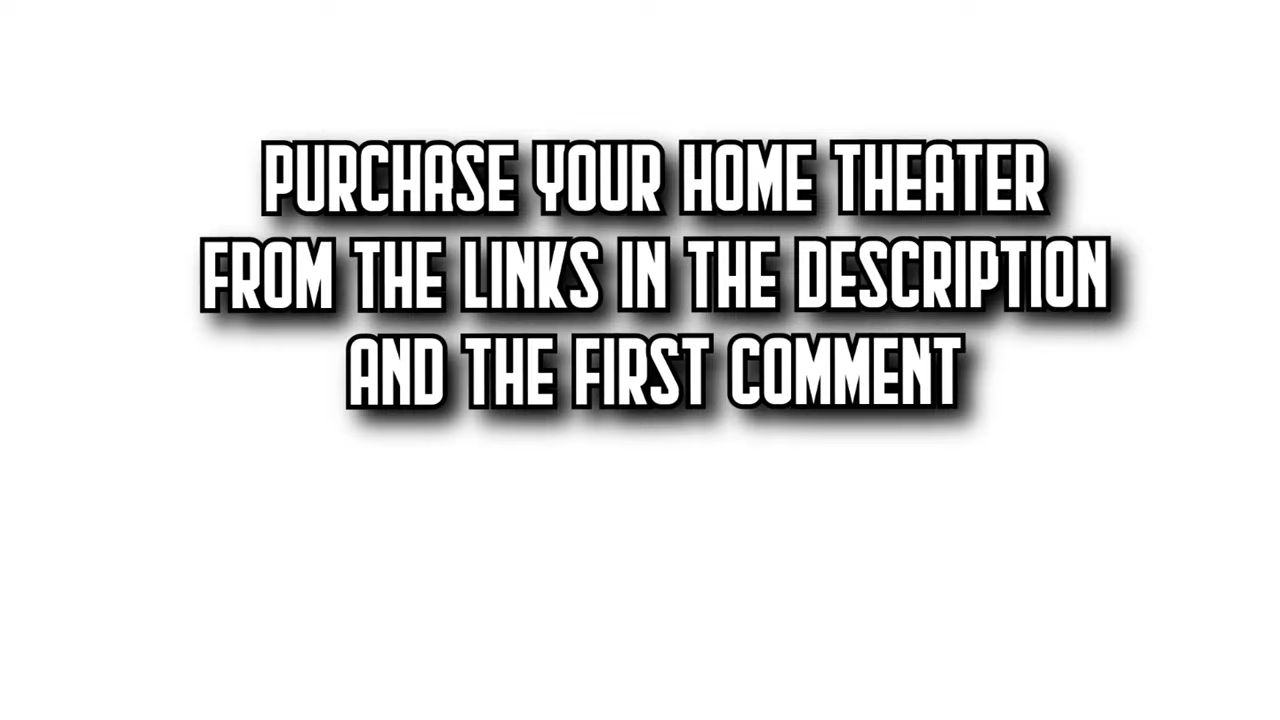 PURCHASE YOUR HOME THEATER
FROM THE LINKS IN THE DESCRIPTION
AND THE FIRST COMMENT